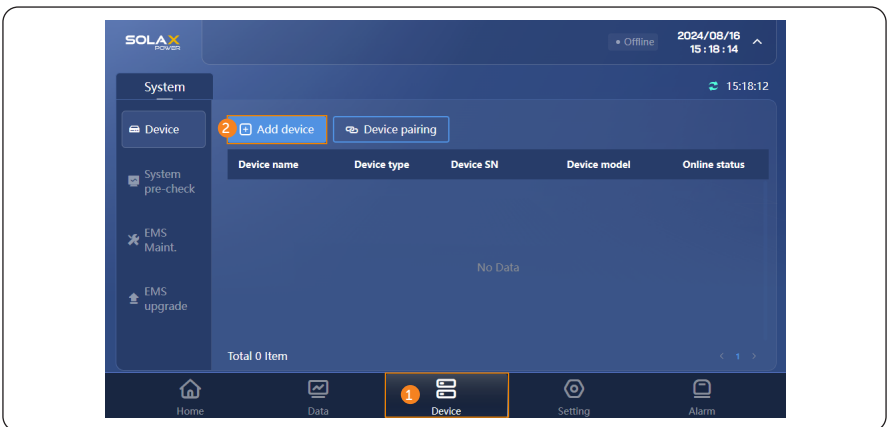 SOLAX
POWER
• Offline
2024/08/16
15:18:14
System
15:18:12
Device
2
Add device
Device pairing
Device name Device type Device SN Device model Online status
System
pre-check
EMS
Maint.
No Data
EMS
upgrade
Total 0 Item
< 1 >
1
Home Data Device Setting Alarm